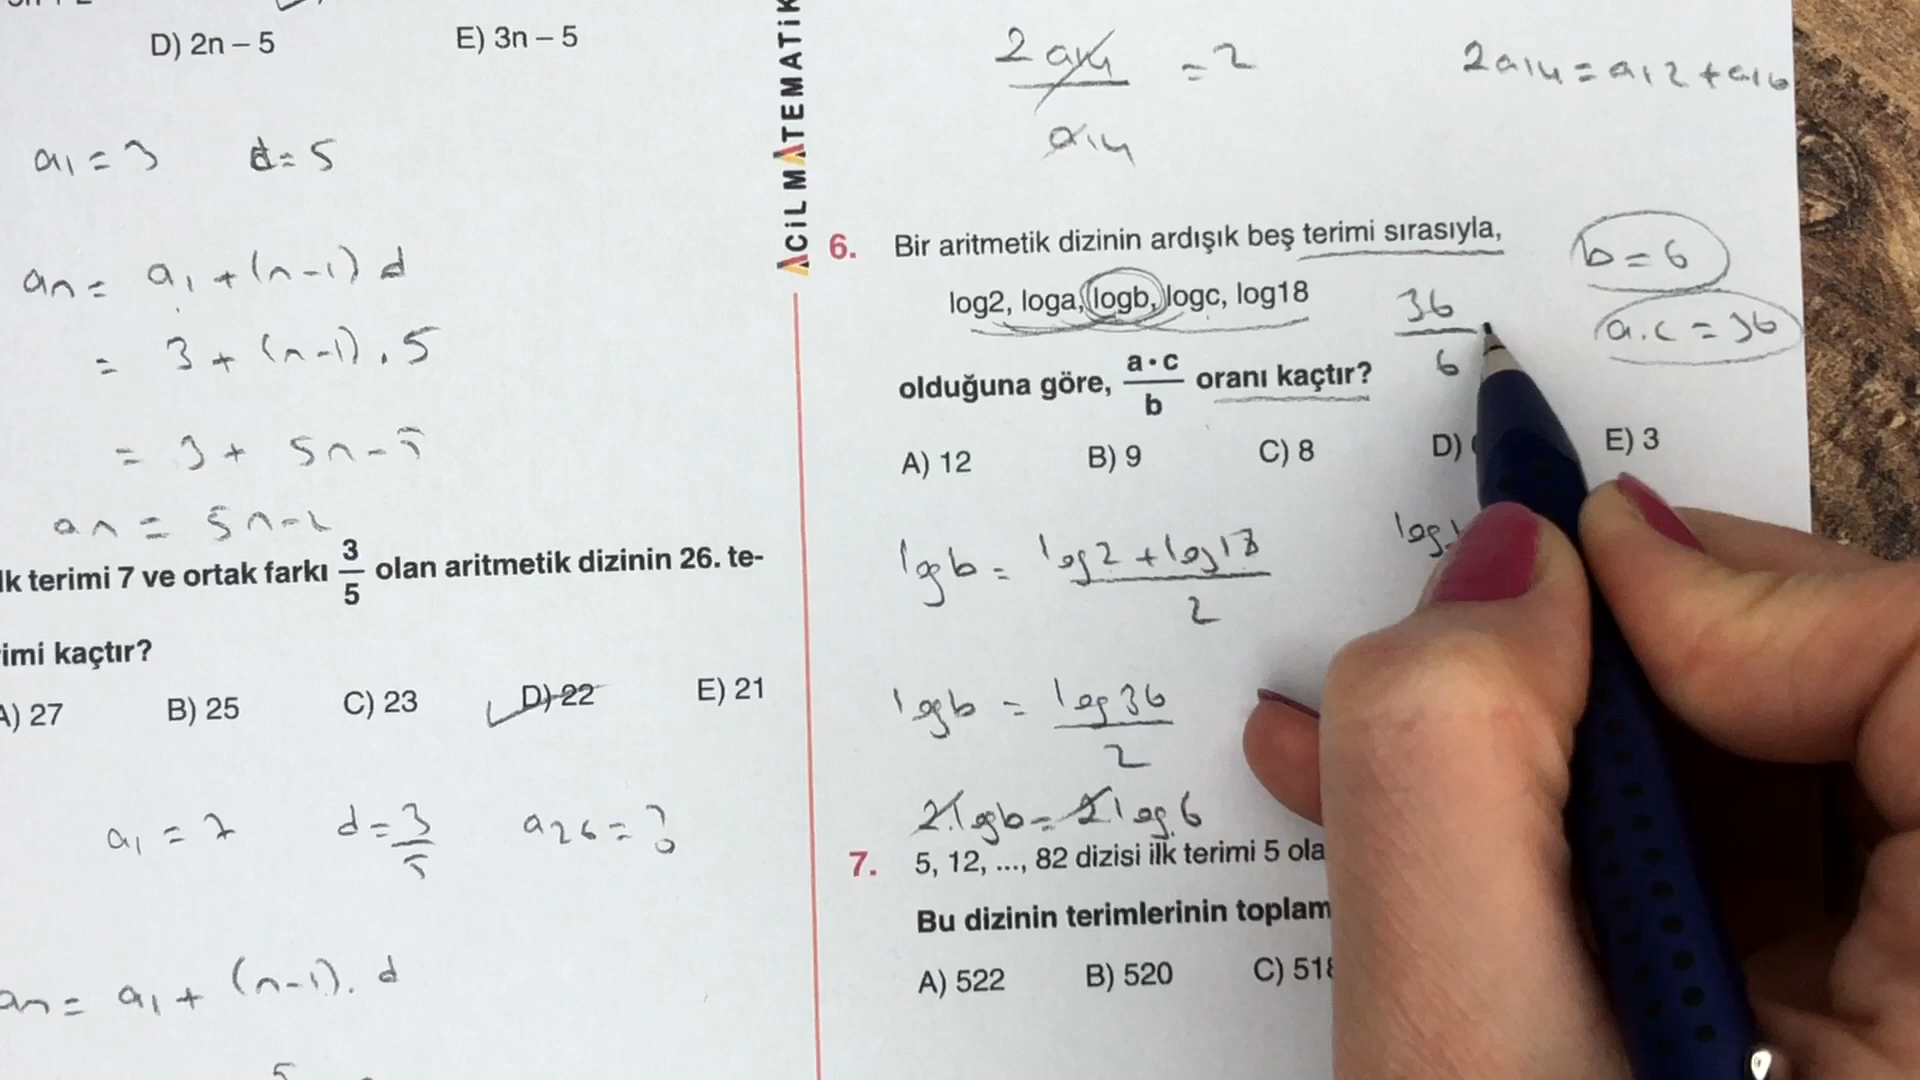 D) 2n – 5 E) 3n – 5
a1 = 3 d = 5
an = a1 + (n-1) d
= 3 + (n-1) . 5
= 3 + 5n - 5
an = 5n-2
lk terimi 7 ve ortak farkı 3/5 olan aritmetik dizinin 26. te-
rimi kaçtır?
A) 27 B) 25 C) 23 D) 22 E) 21
a1 = 7 d = 3/5 a26 = ?
an = a1 + (n-1). d
5
ACİL MATEMATİK
2a14 / a14 = 2 2a14 = a12 + a16
6. Bir aritmetik dizinin ardışık beş terimi sırasıyla,
log2, loga, logb, logc, log18
olduğuna göre, a·c / b oranı kaçtır?
b = 6
a.c = 36
36 / 6
A) 12 B) 9 C) 8 D) E) 3
logb = log2 + log18 / 2
logb = log36 / 2
2.logb = 2 log6
7. 5, 12, ..., 82 dizisi ilk terimi 5 ola
Bu dizinin terimlerinin toplam
A) 522 B) 520 C) 518